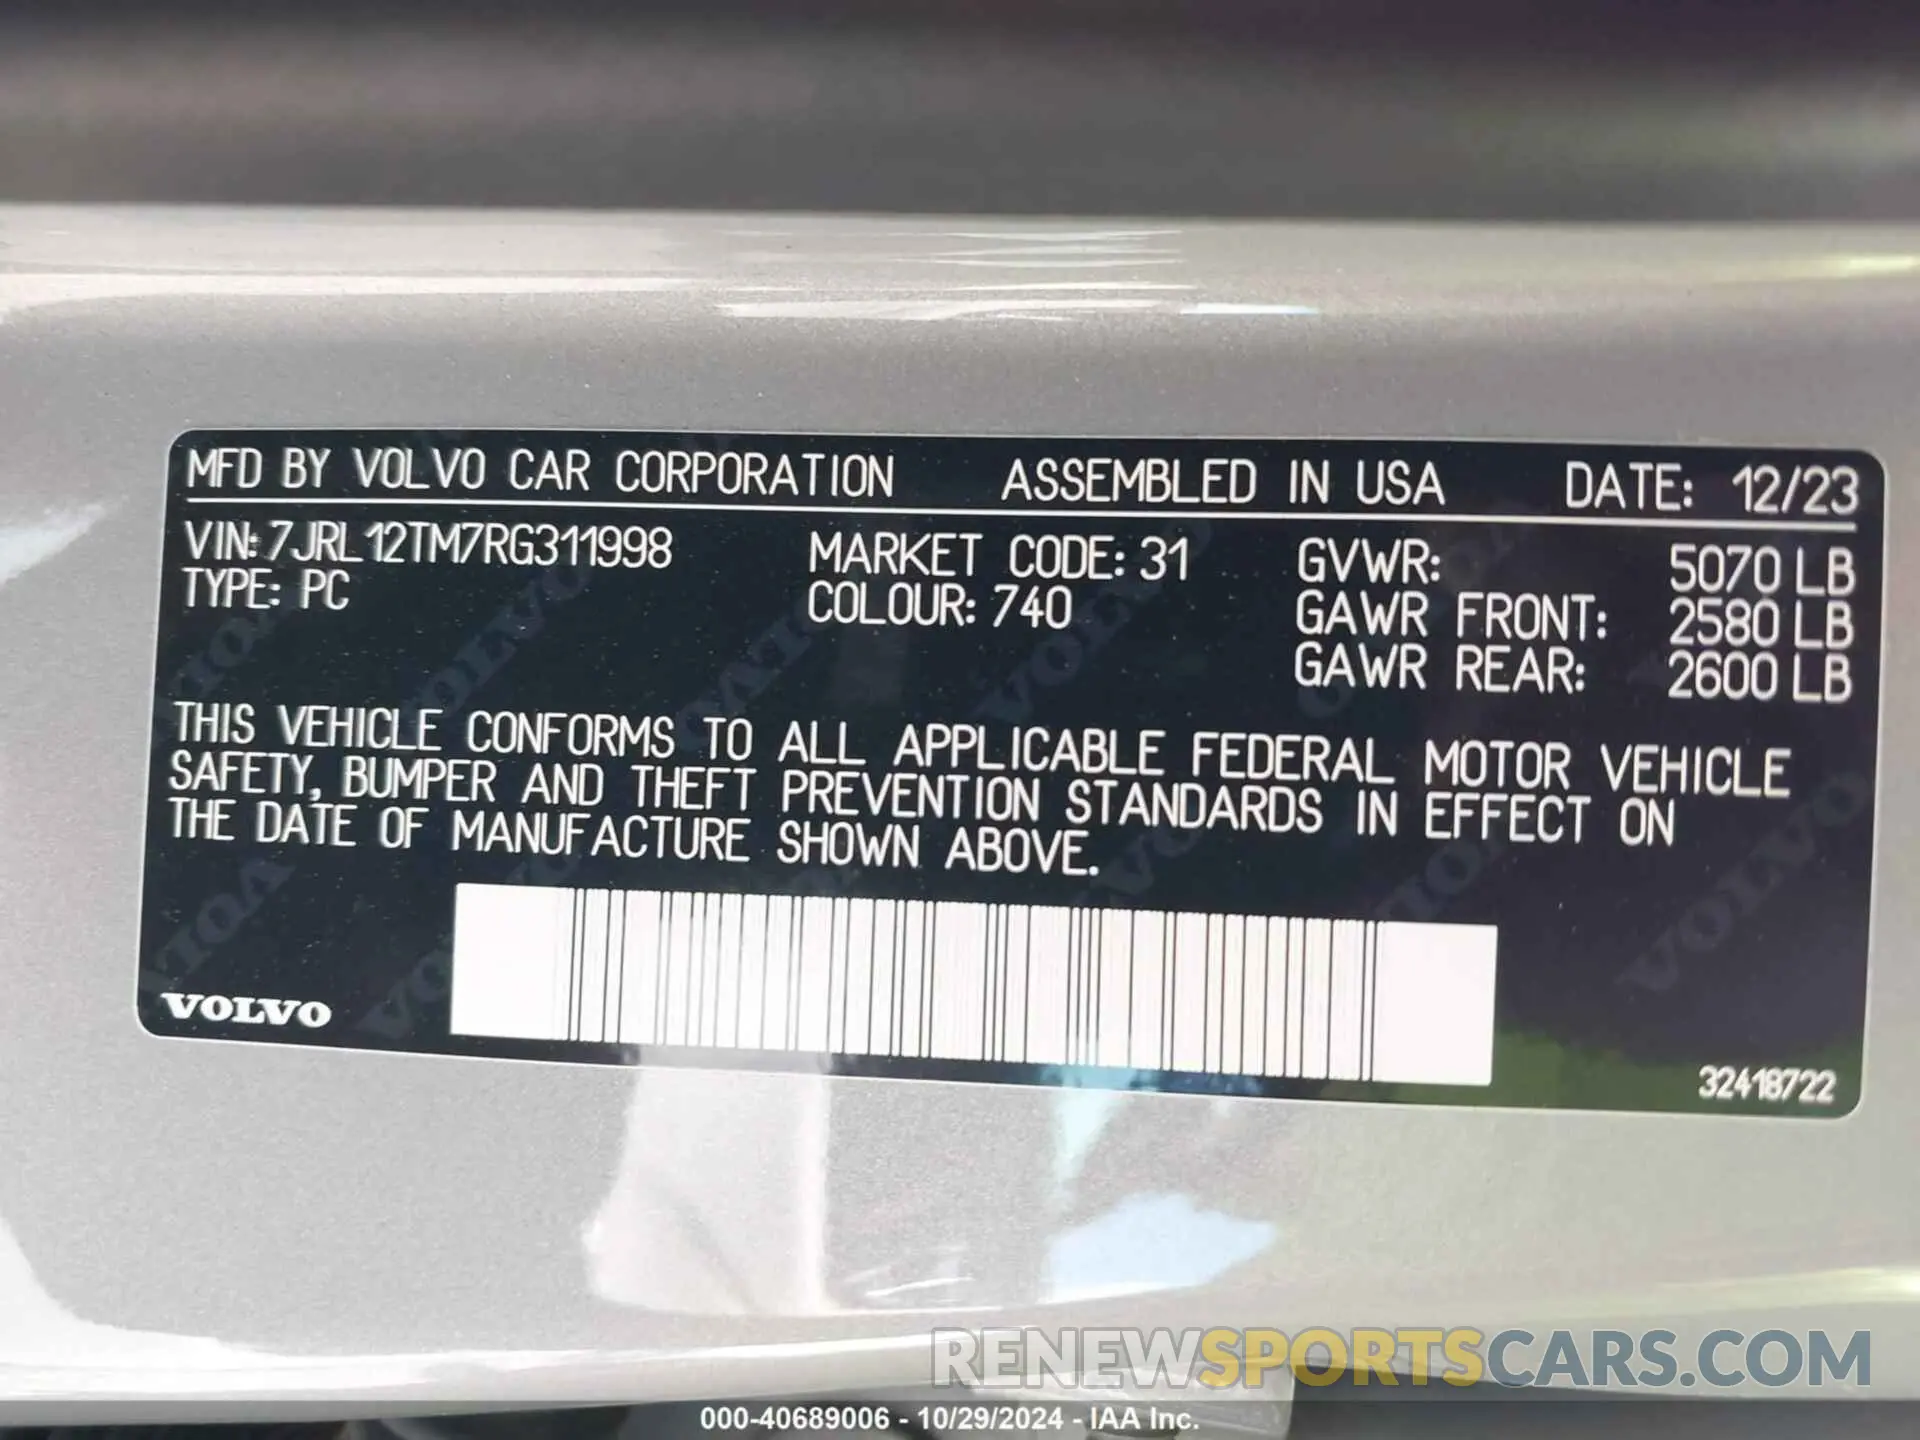 MFD BY VOLVO CAR CORPORATION ASSEMBLED IN USA DATE: 12/23
VIN: 7JRL12TM7RG311998 MARKET CODE: 31 GVWR: 5070 LB
TYPE: PC COLOUR: 740 GAWR FRONT: 2580 LB
GAWR REAR: 2600 LB
THIS VEHICLE CONFORMS TO ALL APPLICABLE FEDERAL MOTOR VEHICLE
SAFETY, BUMPER AND THEFT PREVENTION STANDARDS IN EFFECT ON
THE DATE OF MANUFACTURE SHOWN ABOVE.
VOLVO
32418722
RENEWSPORTSCARS.COM
000-40689006 - 10/29/2024 - IAA Inc.